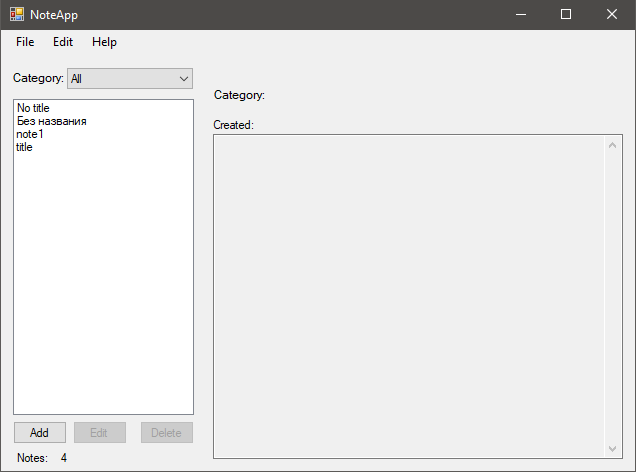 NoteApp
File Edit Help
Category: All
No title
Без названия
note1
title
Add Edit Delete
Notes: 4
Category:
Created: